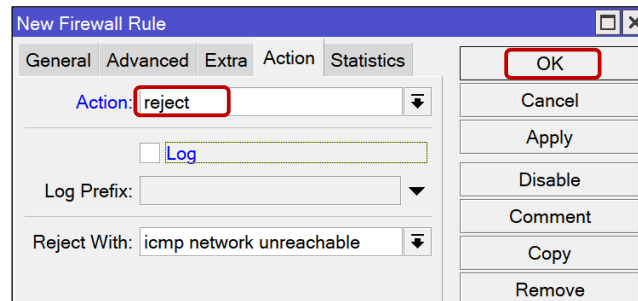 New Firewall Rule
General Advanced Extra Action Statistics
Action: reject
Log
Log Prefix:
Reject With: icmp network unreachable
OK
Cancel
Apply
Disable
Comment
Copy
Remove